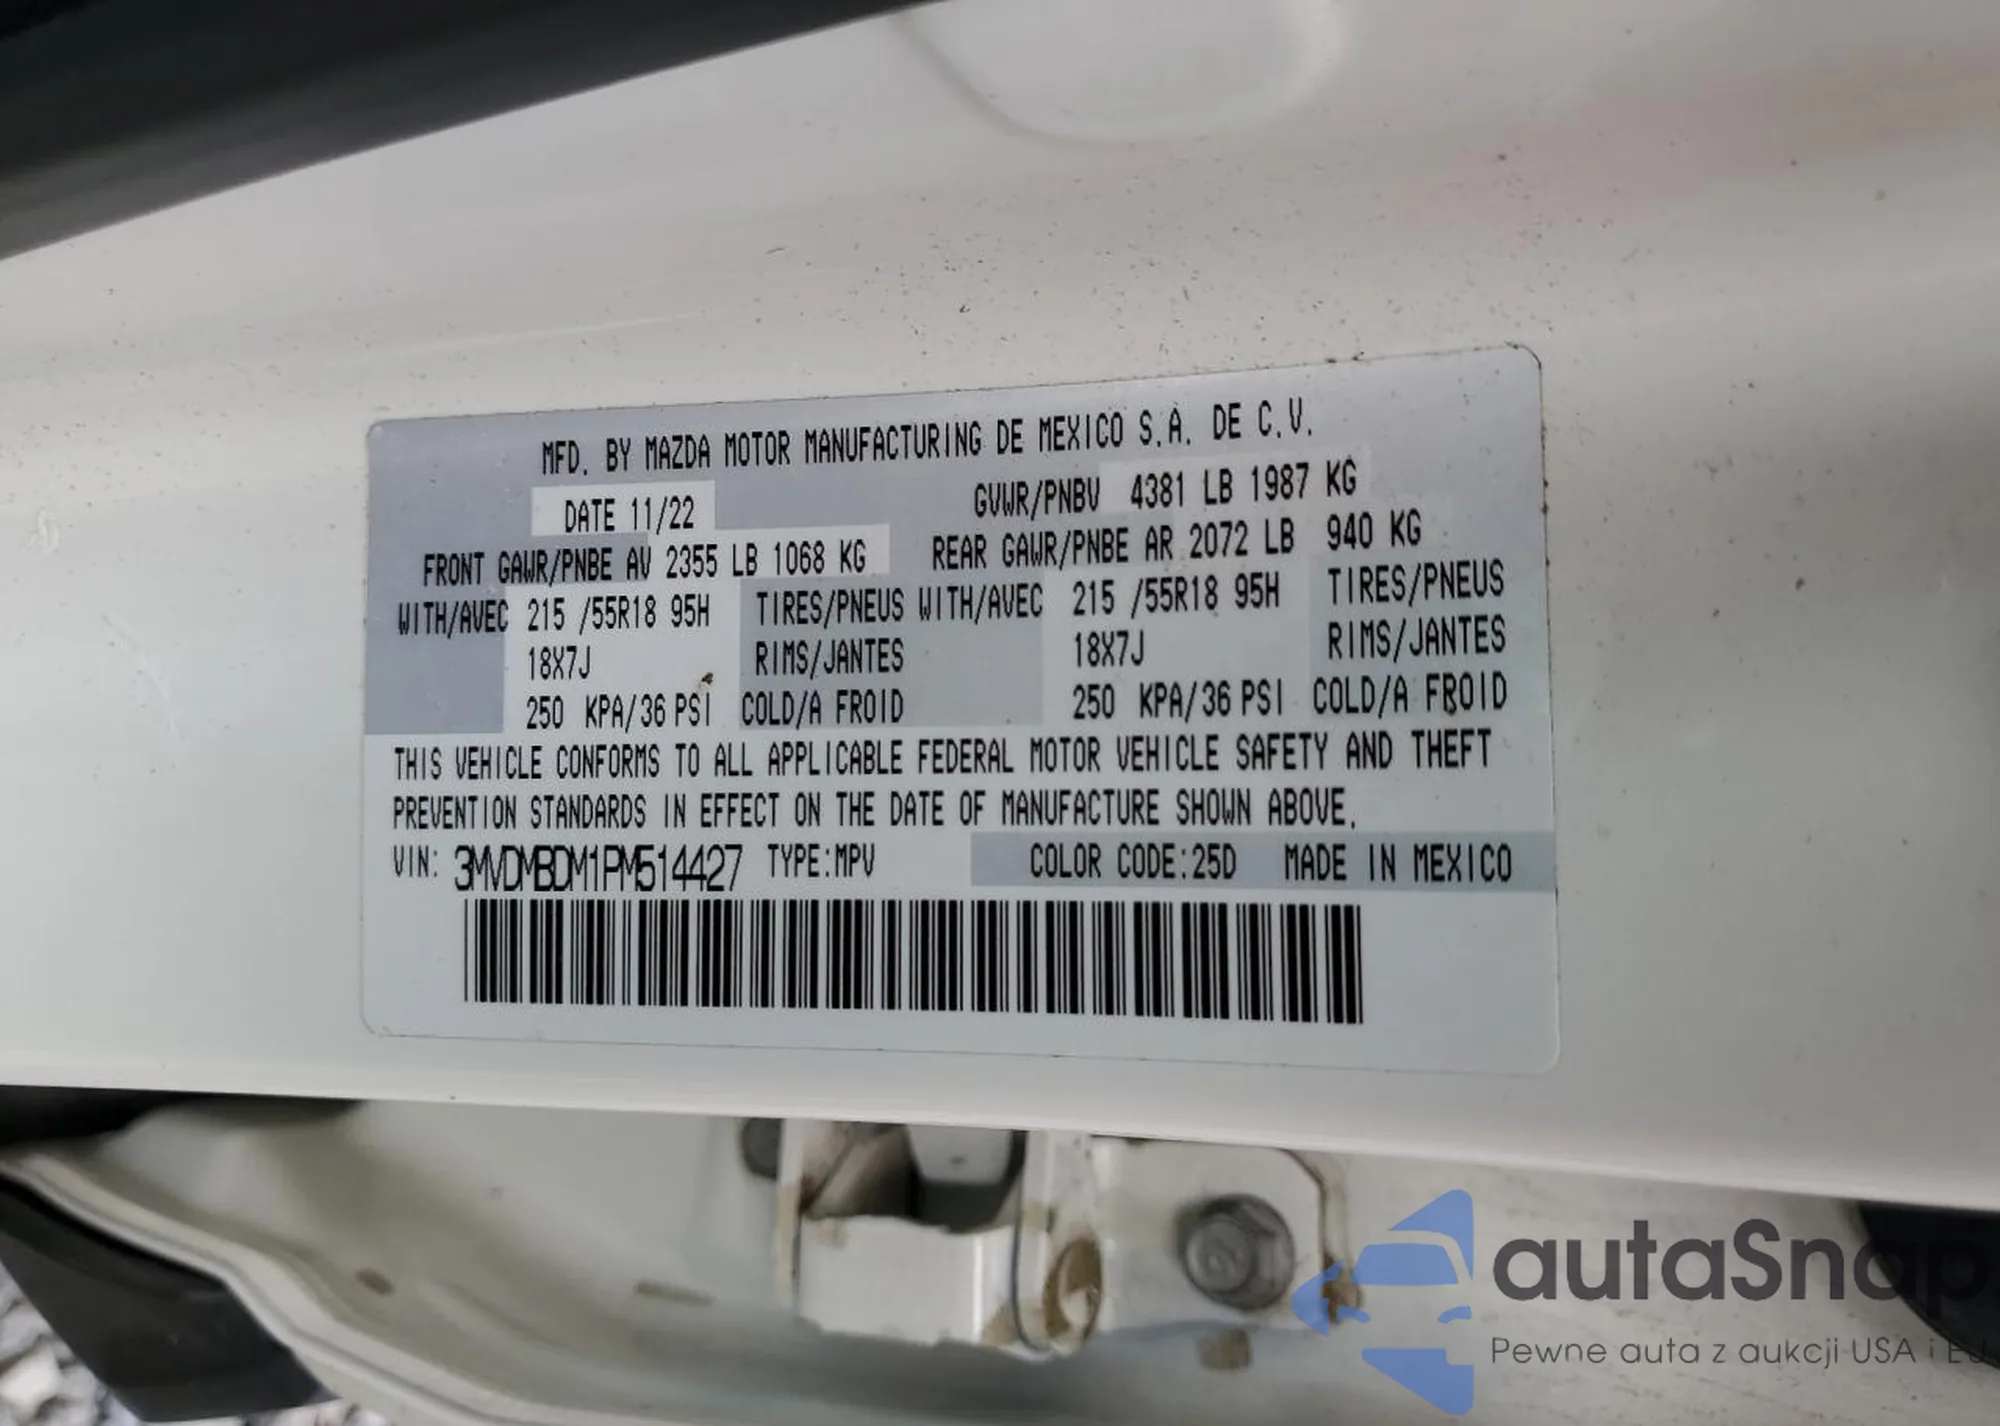 MFD. BY MAZDA MOTOR MANUFACTURING DE MEXICO S.A. DE C.V.
DATE 11/22 GVWR/PNBV 4381 LB 1987 KG
FRONT GAWR/PNBE AV 2355 LB 1068 KG REAR GAWR/PNBE AR 2072 LB 940 KG
WITH/AVEC 215 /55R18 95H TIRES/PNEUS WITH/AVEC 215 /55R18 95H TIRES/PNEUS
18X7J RIMS/JANTES 18X7J RIMS/JANTES
250 KPA/36 PSI COLD/A FROID 250 KPA/36 PSI COLD/A FROID
THIS VEHICLE CONFORMS TO ALL APPLICABLE FEDERAL MOTOR VEHICLE SAFETY AND THEFT
PREVENTION STANDARDS IN EFFECT ON THE DATE OF MANUFACTURE SHOWN ABOVE.
VIN: 3MVDMBDM1PM514427 TYPE:MPV COLOR CODE:25D MADE IN MEXICO
autaSnap
Pewne auta z aukcji USA i EU